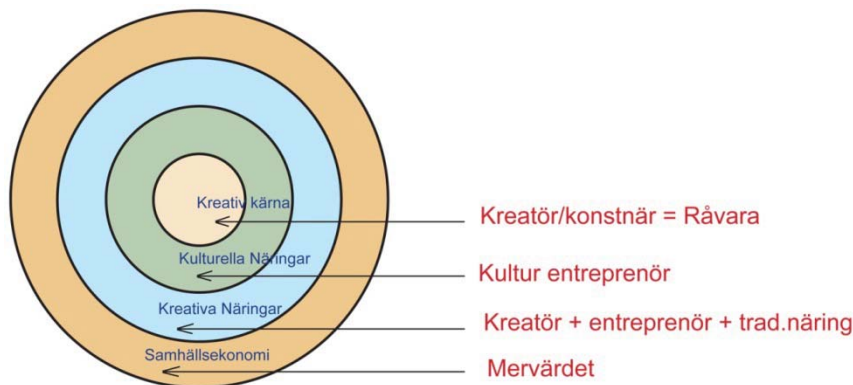 Kreativ kärna
Kreatör/konstnär = Råvara
Kulturella Näringar
Kultur entreprenör
Kreativa Näringar
Kreatör + entreprenör + trad.näring
Samhällsekonomi
Mervärdet